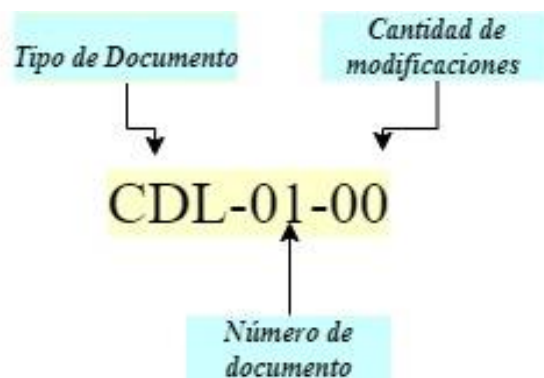 Tipo de Documento
Cantidad de
modificaciones
CDL-01-00
Número de
documento